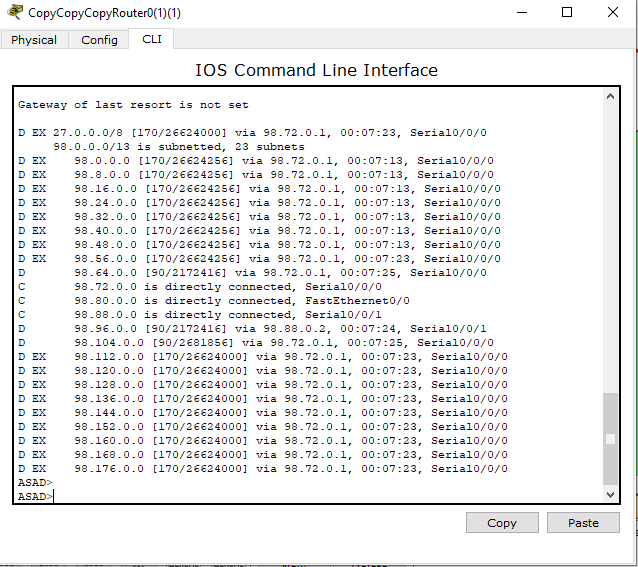 CopyCopyCopyRouter0(1)(1)
Physical Config CLI
IOS Command Line Interface
Gateway of last resort is not set
D EX 27.0.0.0/8 [170/26624000] via 98.72.0.1, 00:07:23, Serial0/0/0
98.0.0.0/13 is subnetted, 23 subnets
D EX 98.0.0.0 [170/26624256] via 98.72.0.1, 00:07:13, Serial0/0/0
D EX 98.8.0.0 [170/26624256] via 98.72.0.1, 00:07:13, Serial0/0/0
D EX 98.16.0.0 [170/26624256] via 98.72.0.1, 00:07:13, Serial0/0/0
D EX 98.24.0.0 [170/26624256] via 98.72.0.1, 00:07:13, Serial0/0/0
D EX 98.32.0.0 [170/26624256] via 98.72.0.1, 00:07:13, Serial0/0/0
D EX 98.40.0.0 [170/26624256] via 98.72.0.1, 00:07:13, Serial0/0/0
D EX 98.48.0.0 [170/26624256] via 98.72.0.1, 00:07:13, Serial0/0/0
D EX 98.56.0.0 [170/26624256] via 98.72.0.1, 00:07:23, Serial0/0/0
D 98.64.0.0 [90/2172416] via 98.72.0.1, 00:07:25, Serial0/0/0
C 98.72.0.0 is directly connected, Serial0/0/0
C 98.80.0.0 is directly connected, FastEthernet0/0
C 98.88.0.0 is directly connected, Serial0/0/1
D 98.96.0.0 [90/2172416] via 98.88.0.2, 00:07:24, Serial0/0/1
D 98.104.0.0 [90/2681856] via 98.72.0.1, 00:07:25, Serial0/0/0
D EX 98.112.0.0 [170/26624000] via 98.72.0.1, 00:07:23, Serial0/0/0
D EX 98.120.0.0 [170/26624000] via 98.72.0.1, 00:07:23, Serial0/0/0
D EX 98.128.0.0 [170/26624000] via 98.72.0.1, 00:07:23, Serial0/0/0
D EX 98.136.0.0 [170/26624000] via 98.72.0.1, 00:07:23, Serial0/0/0
D EX 98.144.0.0 [170/26624000] via 98.72.0.1, 00:07:23, Serial0/0/0
D EX 98.152.0.0 [170/26624000] via 98.72.0.1, 00:07:23, Serial0/0/0
D EX 98.160.0.0 [170/26624000] via 98.72.0.1, 00:07:23, Serial0/0/0
D EX 98.168.0.0 [170/26624000] via 98.72.0.1, 00:07:23, Serial0/0/0
D EX 98.176.0.0 [170/26624000] via 98.72.0.1, 00:07:23, Serial0/0/0
ASAD>
ASAD>
Copy Paste